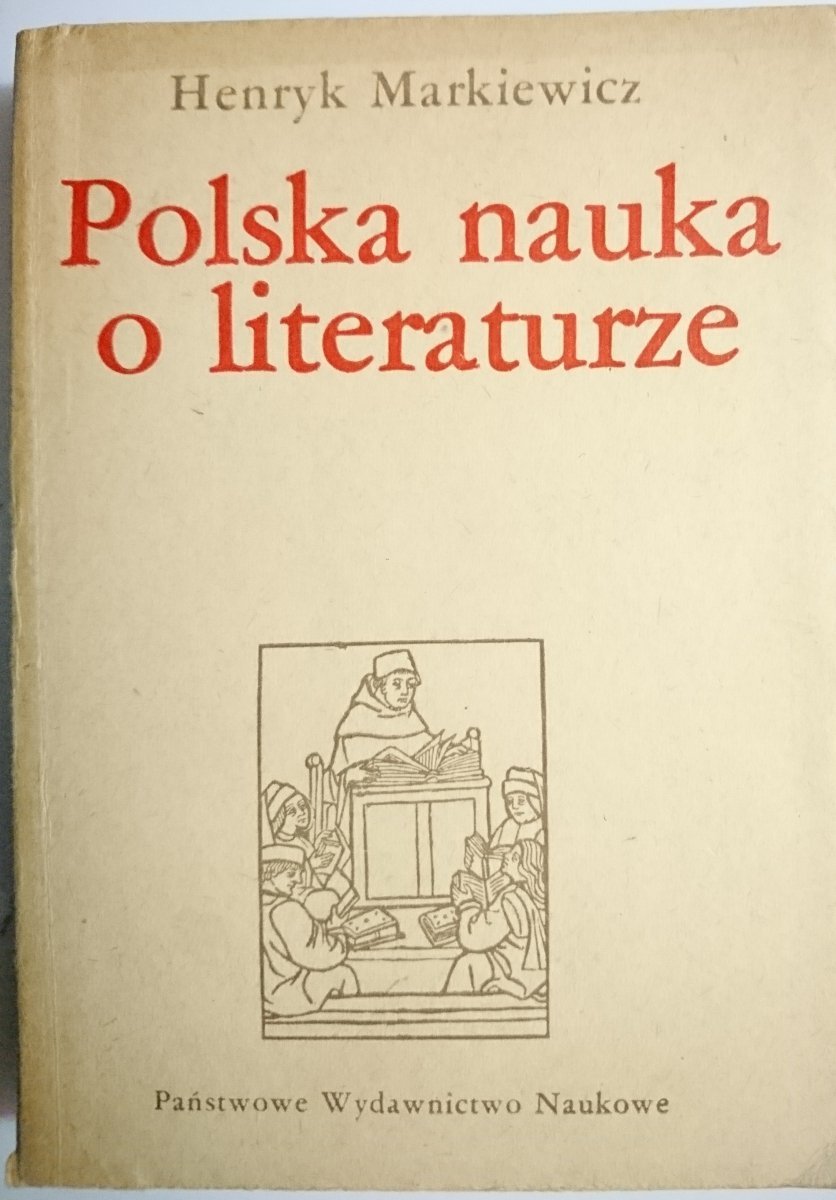 Henryk Markiewicz
Polska nauka
o literaturze
Państwowe Wydawnictwo Naukowe